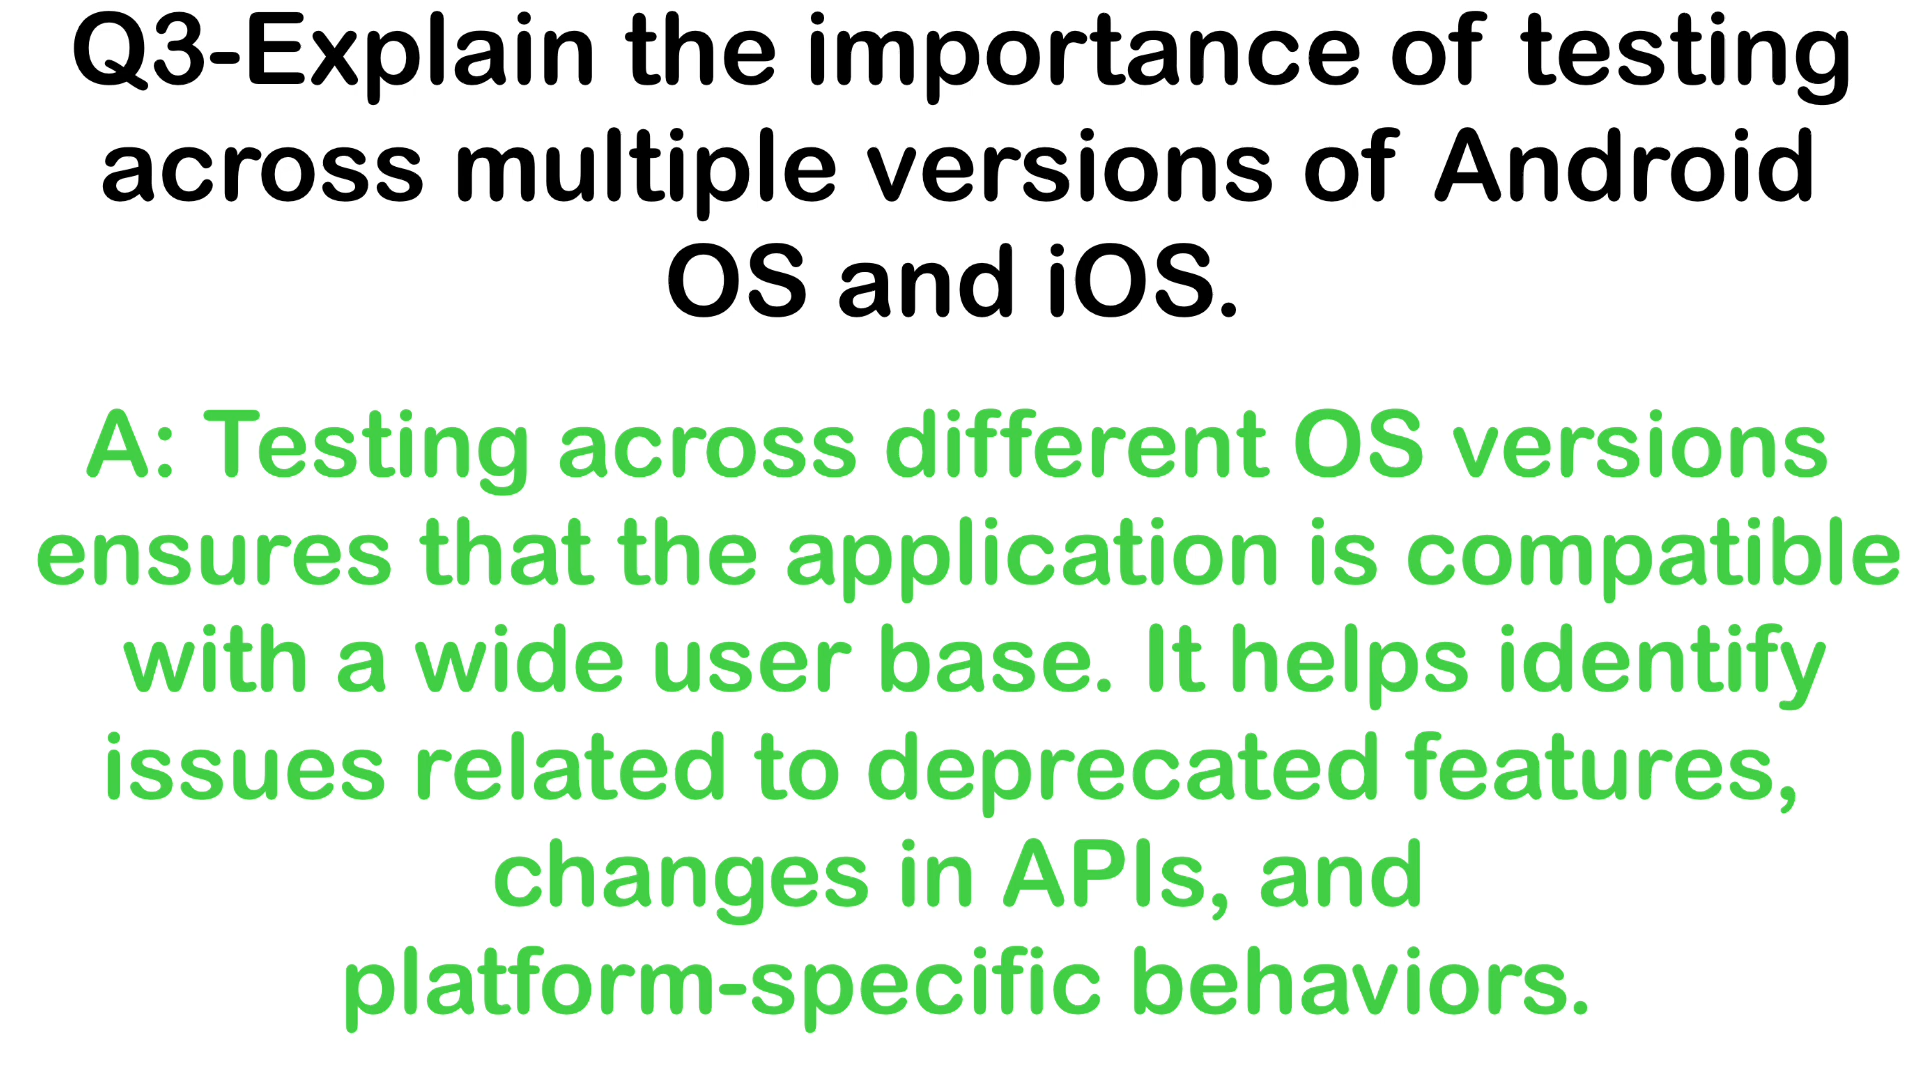 Q3-Explain the importance of testing
across multiple versions of Android
OS and iOS.
A: Testing across different OS versions
ensures that the application is compatible
with a wide user base. It helps identify
issues related to deprecated features,
changes in APIs, and
platform-specific behaviors.